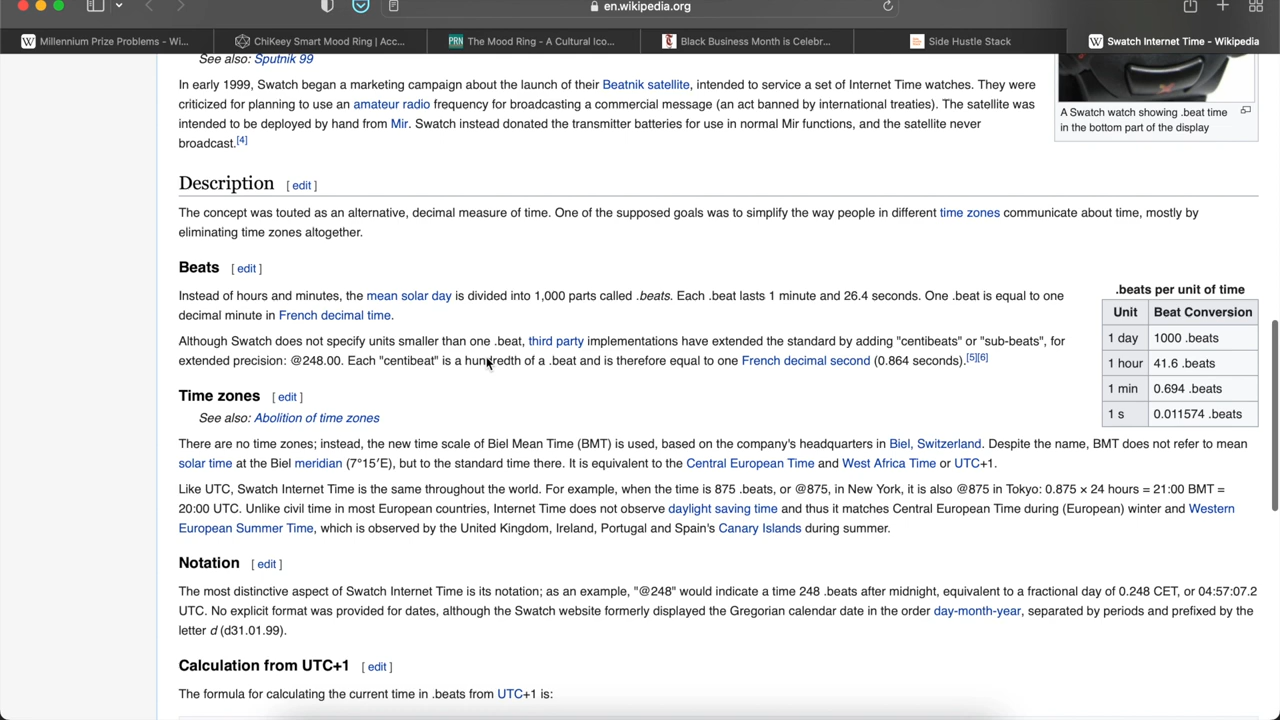 en.wikipedia.org
Millennium Prize Problems - Wi...
ChiKeey Smart Mood Ring | Acc...
PRN The Mood Ring - A Cultural Ico...
Black Business Month is Celebr...
Side Hustle Stack
W Swatch Internet Time - Wikipedia
See also: Sputnik 99
In early 1999, Swatch began a marketing campaign about the launch of their Beatnik satellite, intended to service a set of Internet Time watches. They were
criticized for planning to use an amateur radio frequency for broadcasting a commercial message (an act banned by international treaties). The satellite was
intended to be deployed by hand from Mir. Swatch instead donated the transmitter batteries for use in normal Mir functions, and the satellite never
broadcast.[4]
A Swatch watch showing .beat time
in the bottom part of the display
Description [ edit ]
The concept was touted as an alternative, decimal measure of time. One of the supposed goals was to simplify the way people in different time zones communicate about time, mostly by
eliminating time zones altogether.
Beats [ edit ]
Instead of hours and minutes, the mean solar day is divided into 1,000 parts called .beats. Each .beat lasts 1 minute and 26.4 seconds. One .beat is equal to one
decimal minute in French decimal time.
Although Swatch does not specify units smaller than one .beat, third party implementations have extended the standard by adding "centibeats" or "sub-beats", for
extended precision: @248.00. Each "centibeat" is a hundredth of a .beat and is therefore equal to one French decimal second (0.864 seconds).[5][6]
.beats per unit of time
Unit Beat Conversion
1 day 1000 .beats
1 hour 41.6 .beats
1 min 0.694 .beats
1 s 0.011574 .beats
Time zones [ edit ]
See also: Abolition of time zones
There are no time zones; instead, the new time scale of Biel Mean Time (BMT) is used, based on the company's headquarters in Biel, Switzerland. Despite the name, BMT does not refer to mean
solar time at the Biel meridian (7°15′E), but to the standard time there. It is equivalent to the Central European Time and West Africa Time or UTC+1.
Like UTC, Swatch Internet Time is the same throughout the world. For example, when the time is 875 .beats, or @875, in New York, it is also @875 in Tokyo: 0.875 × 24 hours = 21:00 BMT =
20:00 UTC. Unlike civil time in most European countries, Internet Time does not observe daylight saving time and thus it matches Central European Time during (European) winter and Western
European Summer Time, which is observed by the United Kingdom, Ireland, Portugal and Spain's Canary Islands during summer.
Notation [ edit ]
The most distinctive aspect of Swatch Internet Time is its notation; as an example, "@248" would indicate a time 248 .beats after midnight, equivalent to a fractional day of 0.248 CET, or 04:57:07.2
UTC. No explicit format was provided for dates, although the Swatch website formerly displayed the Gregorian calendar date in the order day-month-year, separated by periods and prefixed by the
letter d (d31.01.99).
Calculation from UTC+1 [ edit ]
The formula for calculating the current time in .beats from UTC+1 is: